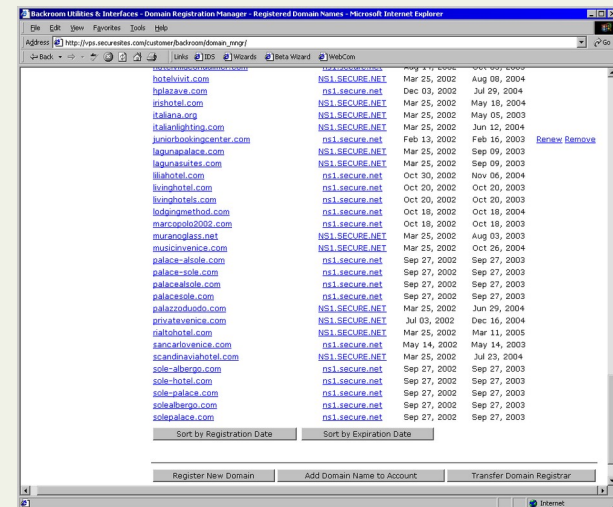 Backroom Utilities & Interfaces - Domain Registration Manager - Registered Domain Names - Microsoft Internet Explorer
File Edit View Favorites Tools Help
Address http://vps.securesites.com/customer/backroom/domain_mngr/ Go
Back Links IDS Wizards Beta Wizard WebCom
hotelvivit.com NS1.SECURE.NET Mar 25, 2002 Aug 08, 2004
hplazave.com ns1.secure.net Dec 03, 2002 Jul 29, 2004
irishotel.com NS1.SECURE.NET Mar 25, 2002 May 18, 2004
italiana.org NS1.SECURE.NET Mar 25, 2002 May 05, 2003
italianlighting.com NS1.SECURE.NET Mar 25, 2002 Jun 12, 2004
juniorbookingcenter.com ns1.secure.net Feb 13, 2002 Feb 16, 2003 Renew Remove
lagunapalace.com NS1.SECURE.NET Mar 25, 2002 Sep 09, 2003
lagunasuites.com NS1.SECURE.NET Mar 25, 2002 Sep 09, 2003
liliahotel.com ns1.secure.net Oct 30, 2002 Nov 06, 2004
livinghotel.com ns1.secure.net Oct 20, 2002 Oct 20, 2003
livinghotels.com ns1.secure.net Oct 20, 2002 Oct 20, 2003
lodgingmethod.com ns1.secure.net Oct 18, 2002 Oct 18, 2004
marcopolo2002.com ns1.secure.net Oct 18, 2002 Oct 18, 2003
muranoglass.net NS1.SECURE.NET Mar 25, 2002 Aug 03, 2003
musicinvenice.com NS1.SECURE.NET Mar 25, 2002 Oct 26, 2004
palace-alsole.com ns1.secure.net Sep 27, 2002 Sep 27, 2003
palace-sole.com ns1.secure.net Sep 27, 2002 Sep 27, 2003
palacealsole.com ns1.secure.net Sep 27, 2002 Sep 27, 2003
palacesole.com ns1.secure.net Sep 27, 2002 Sep 27, 2003
palazzoduodo.com NS1.SECURE.NET Mar 25, 2002 Jun 29, 2004
privatevenice.com ns1.secure.net Jul 03, 2002 Dec 16, 2004
rialtohotel.com NS1.SECURE.NET Mar 25, 2002 Mar 11, 2005
sancarlovenice.com ns1.secure.net May 14, 2002 May 14, 2003
scandinaviahotel.com NS1.SECURE.NET Mar 25, 2002 Jul 23, 2004
sole-albergo.com ns1.secure.net Sep 27, 2002 Sep 27, 2003
sole-hotel.com ns1.secure.net Sep 27, 2002 Sep 27, 2003
sole-palace.com ns1.secure.net Sep 27, 2002 Sep 27, 2003
solealbergo.com ns1.secure.net Sep 27, 2002 Sep 27, 2003
solepalace.com ns1.secure.net Sep 27, 2002 Sep 27, 2003
Sort by Registration Date Sort by Expiration Date
Register New Domain Add Domain Name to Account Transfer Domain Registrar
Internet